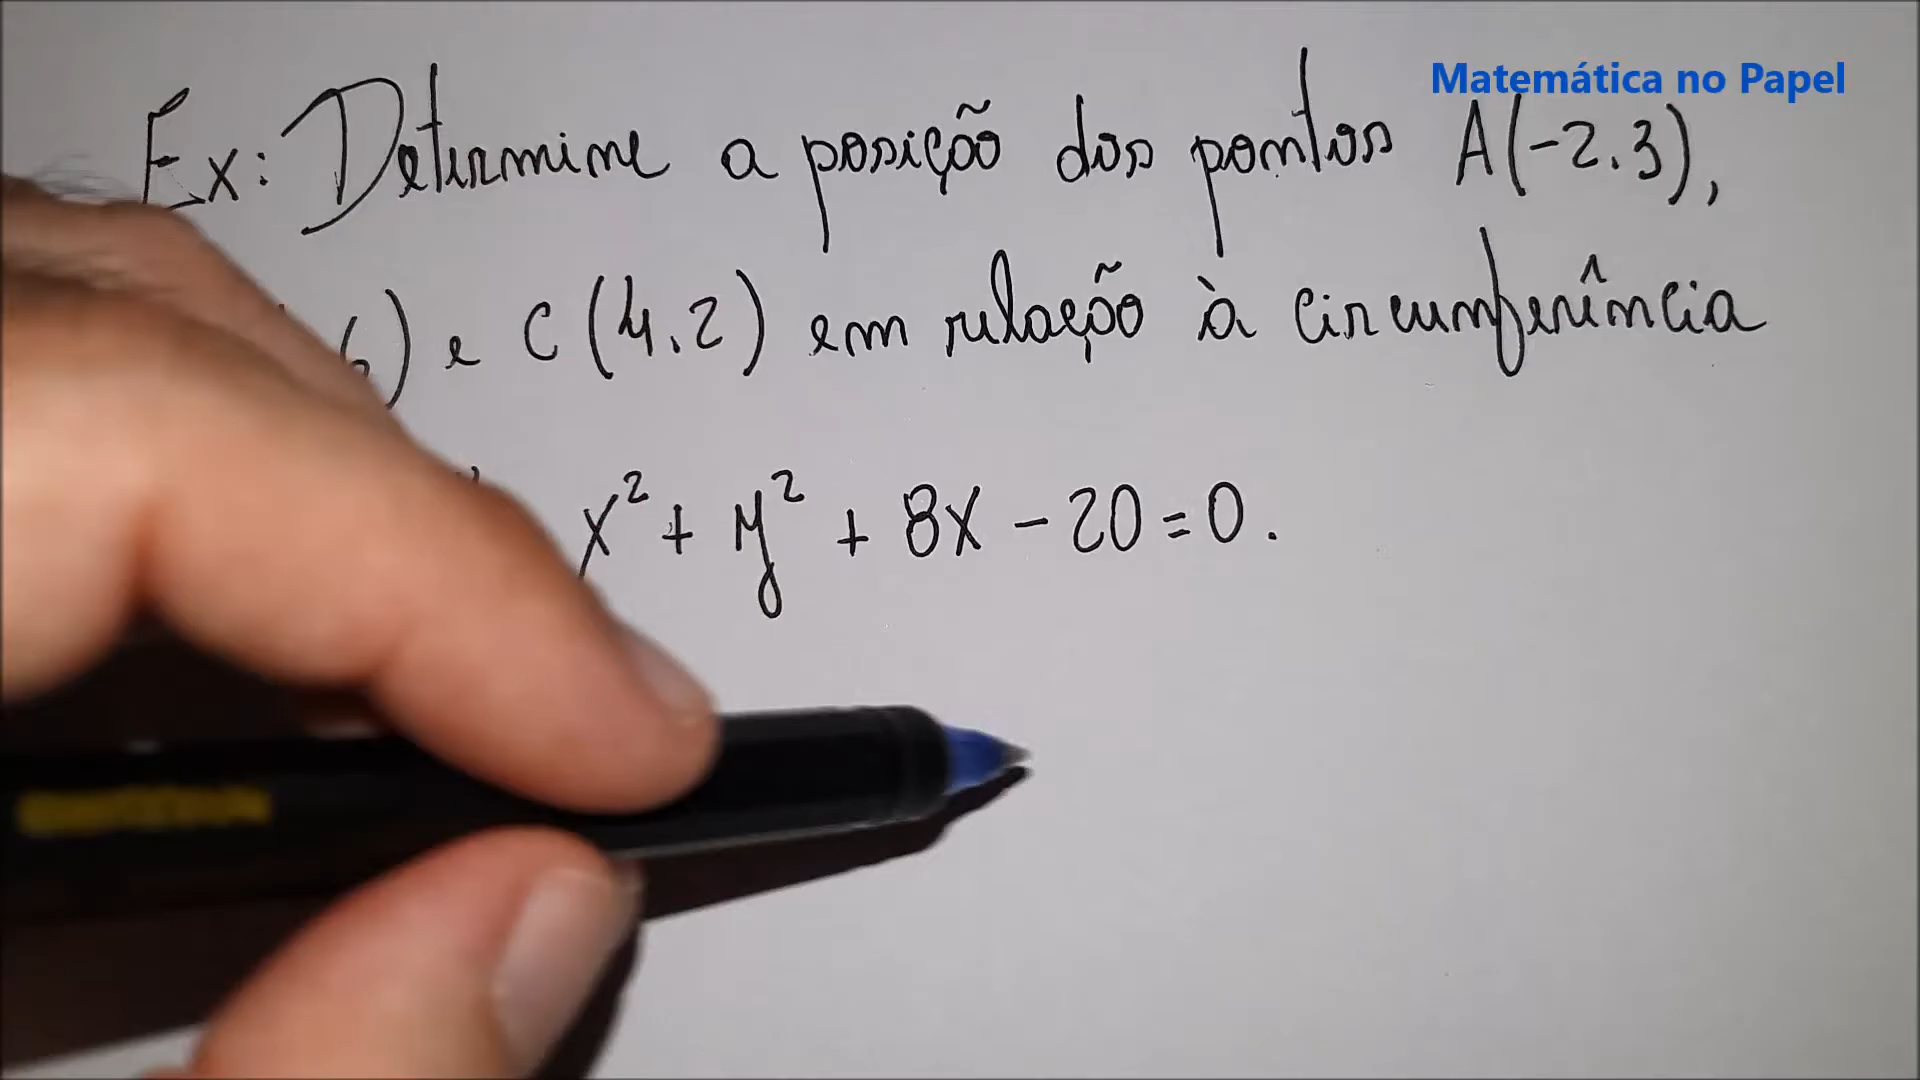 Matemática no Papel
Ex: Determine a posição dos pontos A(-2.3),
6) e C(4.2) em relação à circunferência
x² + y² + 8x - 20 = 0.